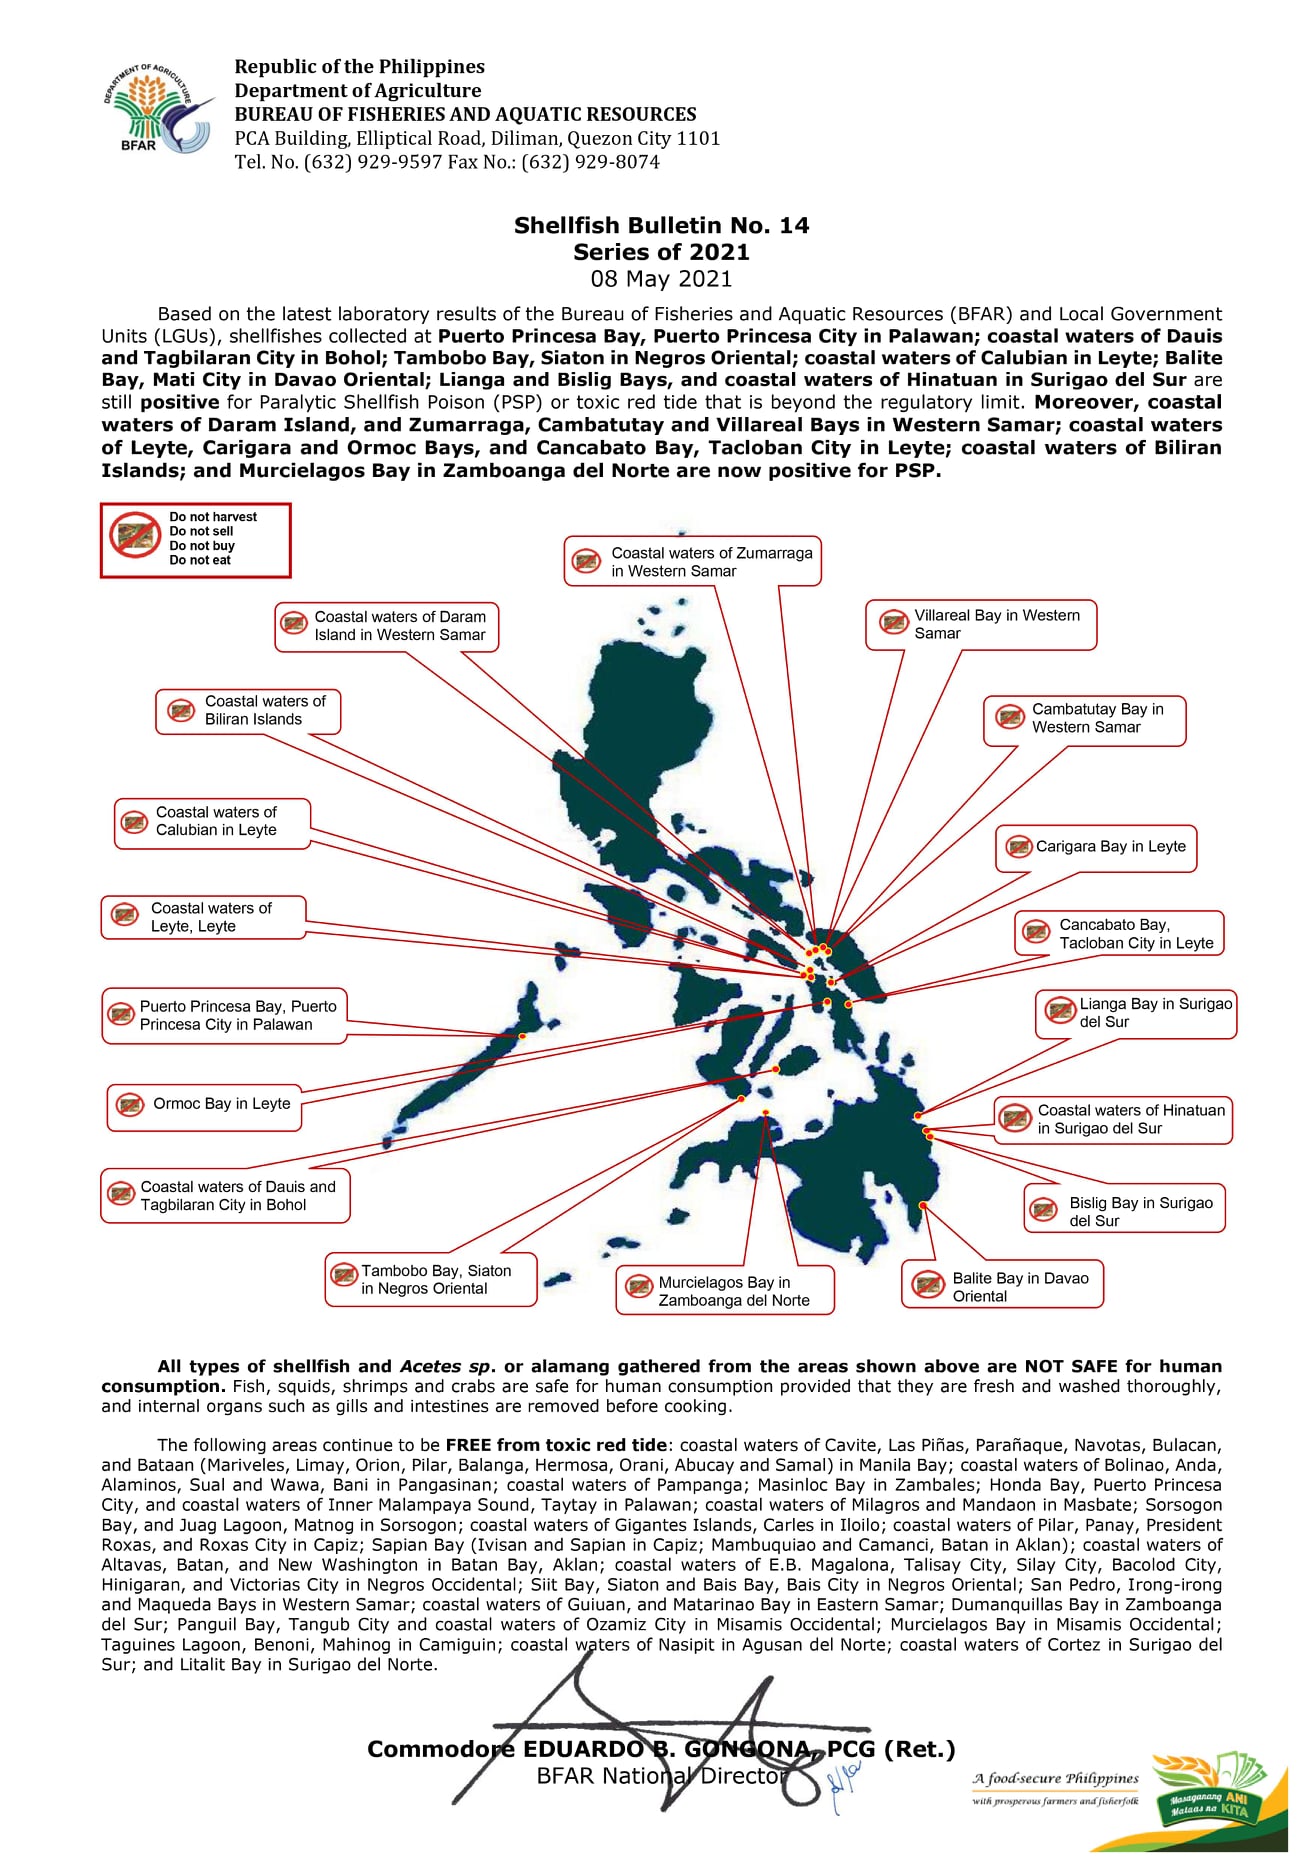 DEPARTMENT OF AGRICULTURE
BFAR
Republic of the Philippines
Department of Agriculture
BUREAU OF FISHERIES AND AQUATIC RESOURCES
PCA Building, Elliptical Road, Diliman, Quezon City 1101
Tel. No. (632) 929-9597 Fax No.: (632) 929-8074
Shellfish Bulletin No. 14
Series of 2021
08 May 2021
Based on the latest laboratory results of the Bureau of Fisheries and Aquatic Resources (BFAR) and Local Government
Units (LGUs), shellfishes collected at Puerto Princesa Bay, Puerto Princesa City in Palawan; coastal waters of Dauis
and Tagbilaran City in Bohol; Tambobo Bay, Siaton in Negros Oriental; coastal waters of Calubian in Leyte; Balite
Bay, Mati City in Davao Oriental; Lianga and Bislig Bays, and coastal waters of Hinatuan in Surigao del Sur are
still positive for Paralytic Shellfish Poison (PSP) or toxic red tide that is beyond the regulatory limit. Moreover, coastal
waters of Daram Island, and Zumarraga, Cambatutay and Villareal Bays in Western Samar; coastal waters
of Leyte, Carigara and Ormoc Bays, and Cancabato Bay, Tacloban City in Leyte; coastal waters of Biliran
Islands; and Murcielagos Bay in Zamboanga del Norte are now positive for PSP.
Do not harvest
Do not sell
Do not buy
Do not eat
Coastal waters of Zumarraga
in Western Samar
Coastal waters of Daram
Island in Western Samar
Villareal Bay in Western
Samar
Coastal waters of
Biliran Islands
Cambatutay Bay in
Western Samar
Coastal waters of
Calubian in Leyte
Carigara Bay in Leyte
Coastal waters of
Leyte, Leyte
Cancabato Bay,
Tacloban City in Leyte
Puerto Princesa Bay, Puerto
Princesa City in Palawan
Lianga Bay in Surigao
del Sur
Ormoc Bay in Leyte
Coastal waters of Hinatuan
in Surigao del Sur
Coastal waters of Dauis and
Tagbilaran City in Bohol
Bislig Bay in Surigao
del Sur
Tambobo Bay, Siaton
in Negros Oriental
Murcielagos Bay in
Zamboanga del Norte
Balite Bay in Davao
Oriental
All types of shellfish and Acetes sp. or alamang gathered from the areas shown above are NOT SAFE for human
consumption. Fish, squids, shrimps and crabs are safe for human consumption provided that they are fresh and washed thoroughly,
and internal organs such as gills and intestines are removed before cooking.
The following areas continue to be FREE from toxic red tide: coastal waters of Cavite, Las Piñas, Parañaque, Navotas, Bulacan,
and Bataan (Mariveles, Limay, Orion, Pilar, Balanga, Hermosa, Orani, Abucay and Samal) in Manila Bay; coastal waters of Bolinao, Anda,
Alaminos, Sual and Wawa, Bani in Pangasinan; coastal waters of Pampanga; Masinloc Bay in Zambales; Honda Bay, Puerto Princesa
City, and coastal waters of Inner Malampaya Sound, Taytay in Palawan; coastal waters of Milagros and Mandaon in Masbate; Sorsogon
Bay, and Juag Lagoon, Matnog in Sorsogon; coastal waters of Gigantes Islands, Carles in Iloilo; coastal waters of Pilar, Panay, President
Roxas, and Roxas City in Capiz; Sapian Bay (Ivisan and Sapian in Capiz; Mambuquiao and Camanci, Batan in Aklan); coastal waters of
Altavas, Batan, and New Washington in Batan Bay, Aklan; coastal waters of E.B. Magalona, Talisay City, Silay City, Bacolod City,
Hinigaran, and Victorias City in Negros Occidental; Siit Bay, Siaton and Bais Bay, Bais City in Negros Oriental; San Pedro, Irong-irong
and Maqueda Bays in Western Samar; coastal waters of Guiuan, and Matarinao Bay in Eastern Samar; Dumanquillas Bay in Zamboanga
del Sur; Panguil Bay, Tangub City and coastal waters of Ozamiz City in Misamis Occidental; Murcielagos Bay in Misamis Occidental;
Taguines Lagoon, Benoni, Mahinog in Camiguin; coastal waters of Nasipit in Agusan del Norte; coastal waters of Cortez in Surigao del
Sur; and Litalit Bay in Surigao del Norte.
Commodore EDUARDO B. GONGONA, PCG (Ret.)
BFAR National Director
A food-secure Philippines
with prosperous farmers and fisherfolk
Masaganang ANI
Mataas na KITA